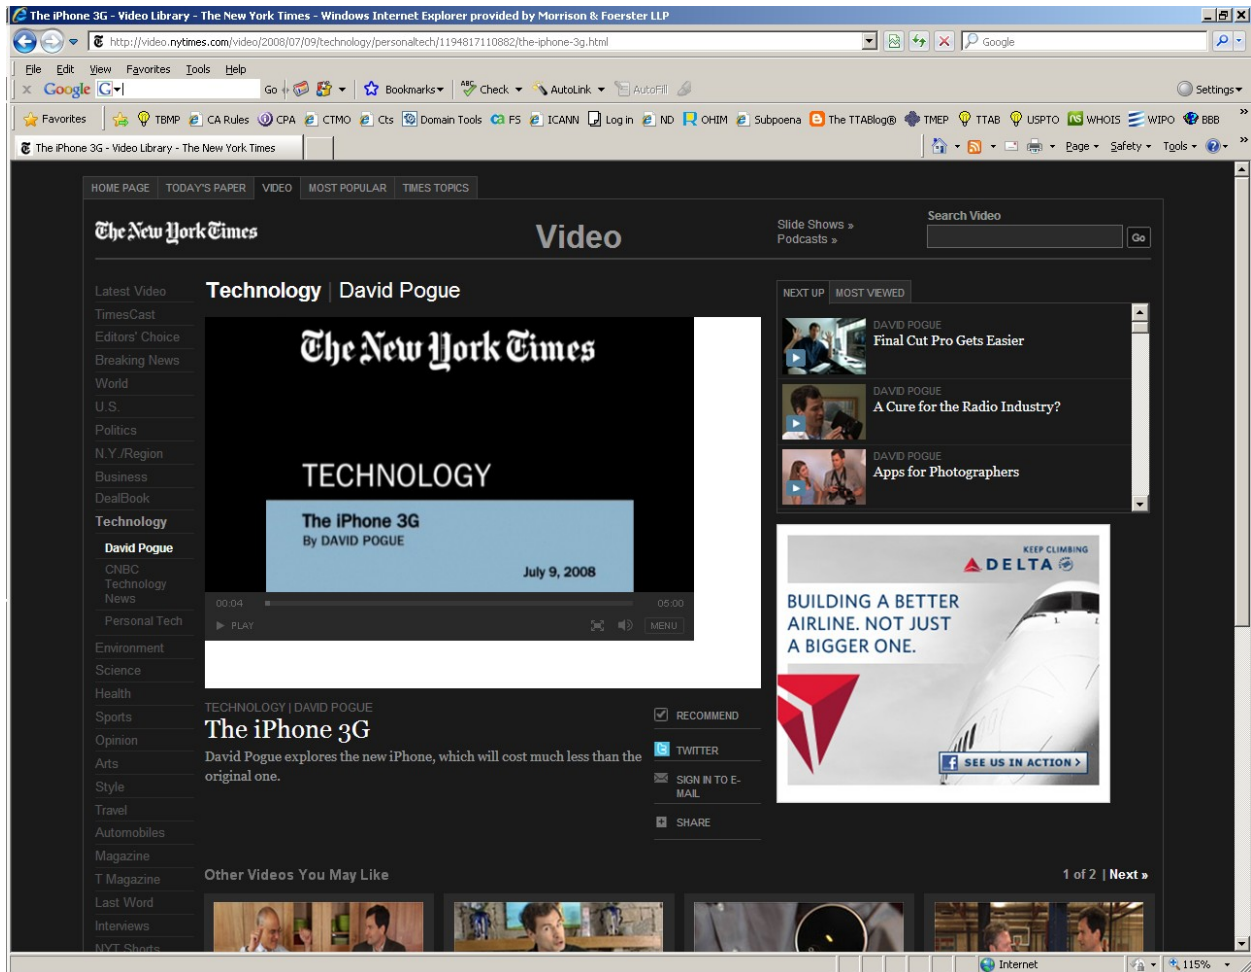 The iPhone 3G - Video Library - The New York Times - Windows Internet Explorer provided by Morrison & Foerster LLP
http://video.nytimes.com/video/2008/07/09/technology/personaltech/1194817110882/the-iphone-3g.html
Google
File Edit View Favorites Tools Help
x Google G Go Bookmarks Check AutoLink AutoFill Settings
Favorites TBMP CA Rules CPA CTMO Cts Domain Tools FS ICANN Log in ND OHIM Subpoena The TTABlog® TMEP TTAB USPTO WHOIS WIPO BBB
The iPhone 3G - Video Library - The New York Times
Page Safety Tools
HOME PAGE TODAY'S PAPER VIDEO MOST POPULAR TIMES TOPICS
The New York Times
Video
Slide Shows »
Podcasts »
Search Video
Go
Latest Video
TimesCast
Editors' Choice
Breaking News
World
U.S.
Politics
N.Y./Region
Business
DealBook
Technology
David Pogue
CNBC
Technology
News
Personal Tech
Environment
Science
Health
Sports
Opinion
Arts
Style
Travel
Automobiles
Magazine
T Magazine
Last Word
Interviews
NYT Shorts
Technology | David Pogue
The New York Times
TECHNOLOGY
The iPhone 3G
By DAVID POGUE
July 9, 2008
00:04 05:00
PLAY MENU
TECHNOLOGY | DAVID POGUE
The iPhone 3G
David Pogue explores the new iPhone, which will cost much less than the
original one.
RECOMMEND
TWITTER
SIGN IN TO E-
MAIL
SHARE
NEXT UP MOST VIEWED
DAVID POGUE
Final Cut Pro Gets Easier
DAVID POGUE
A Cure for the Radio Industry?
DAVID POGUE
Apps for Photographers
KEEP CLIMBING
DELTA
BUILDING A BETTER
AIRLINE. NOT JUST
A BIGGER ONE.
SEE US IN ACTION >
Other Videos You May Like
1 of 2 | Next »
Internet
115%